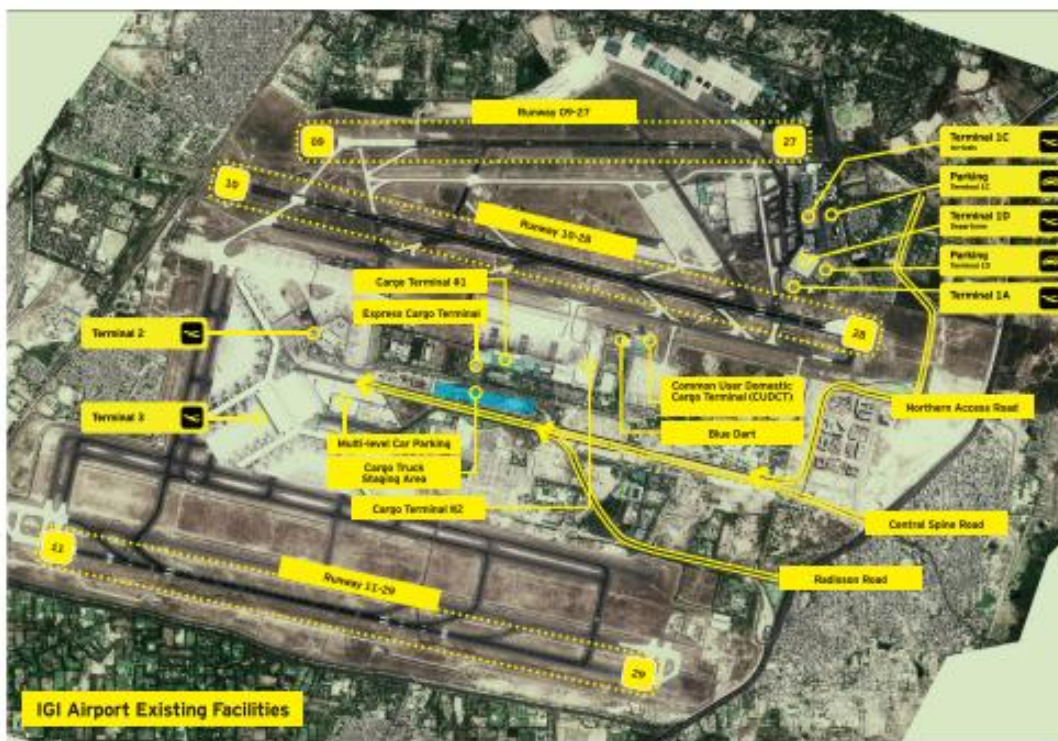 Runway 09-27
09
27
Terminal 1C
Arrivals
Parking
Terminal 1C
10
Runway 10-28
Terminal 1D
Departures
Parking
Terminal 1D
Cargo Terminal #1
Terminal 1A
Express Cargo Terminal
Terminal 2
28
Common User Domestic
Cargo Terminal (CUDCT)
Northern Access Road
Terminal 3
Blue Dart
Multi-level Car Parking
Cargo Truck
Staging Area
Cargo Terminal #2
Central Spine Road
11
Runway 11-29
Radisson Road
29
IGI Airport Existing Facilities